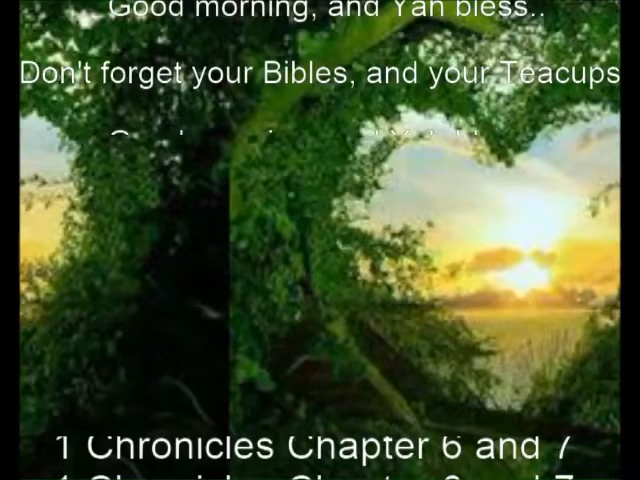 Good morning, and Yah bless..
Don't forget your Bibles, and your Teacups
1 Chronicles Chapter 6 and 7